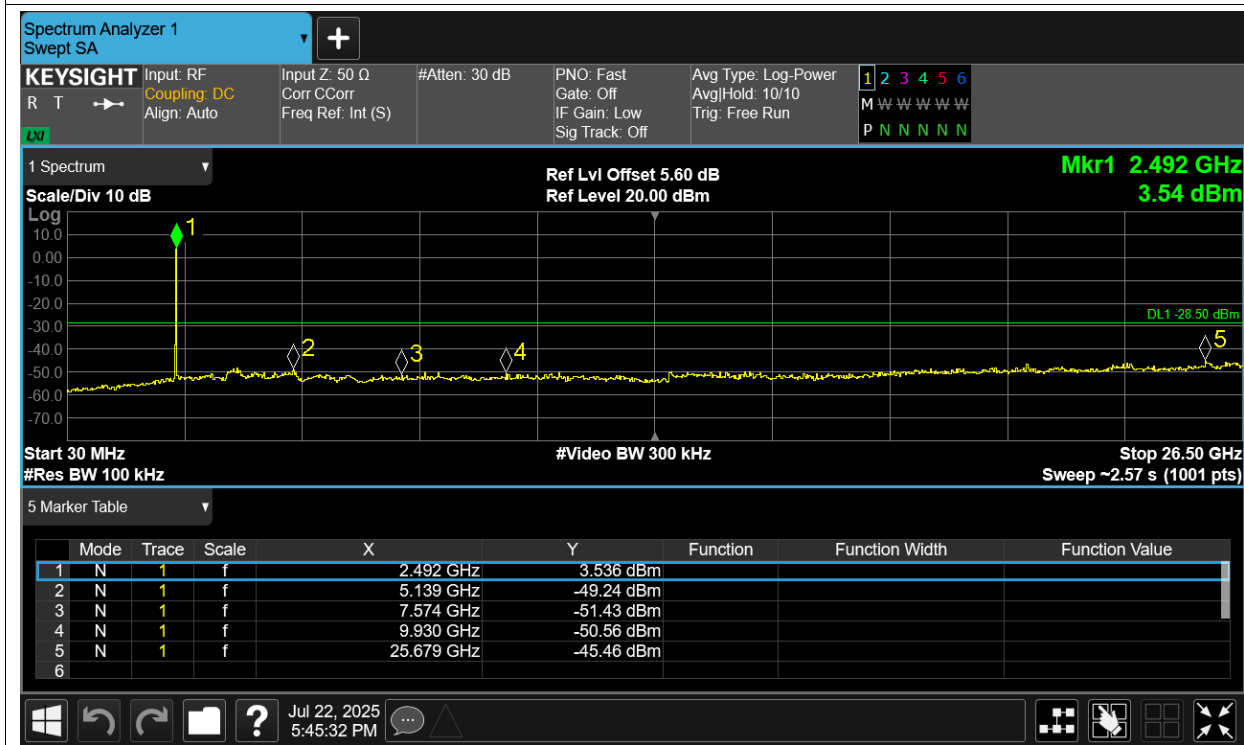 Spectrum Analyzer 1
Swept SA
▼
+
KEYSIGHT
R T
LXI
Input: RF
Coupling: DC
Align: Auto
Input Z: 50 Ω
Corr CCorr
Freq Ref: Int (S)
#Atten: 30 dB
PNO: Fast
Gate: Off
IF Gain: Low
Sig Track: Off
Avg Type: Log-Power
Avg|Hold: 10/10
Trig: Free Run
1 2 3 4 5 6
M W W W W W
P N N N N N
1 Spectrum ▼
Scale/Div 10 dB
Ref Lvl Offset 5.60 dB
Ref Level 20.00 dBm
Mkr1 2.492 GHz
3.54 dBm
Log
10.0
0.00
-10.0
-20.0
-30.0
-40.0
-50.0
-60.0
-70.0
1
2
3
4
5
DL1 -28.50 dBm
Start 30 MHz
#Res BW 100 kHz
#Video BW 300 kHz
Stop 26.50 GHz
Sweep ~2.57 s (1001 pts)
5 Marker Table ▼
Mode Trace Scale X Y Function Function Width Function Value
1 N 1 f 2.492 GHz 3.536 dBm
2 N 1 f 5.139 GHz -49.24 dBm
3 N 1 f 7.574 GHz -51.43 dBm
4 N 1 f 9.930 GHz -50.56 dBm
5 N 1 f 25.679 GHz -45.46 dBm
6
?
Jul 22, 2025
5:45:32 PM